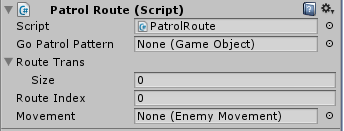 Patrol Route (Script)
Script PatrolRoute
Go Patrol Pattern None (Game Object)
Route Trans
Size 0
Route Index 0
Movement None (Enemy Movement)